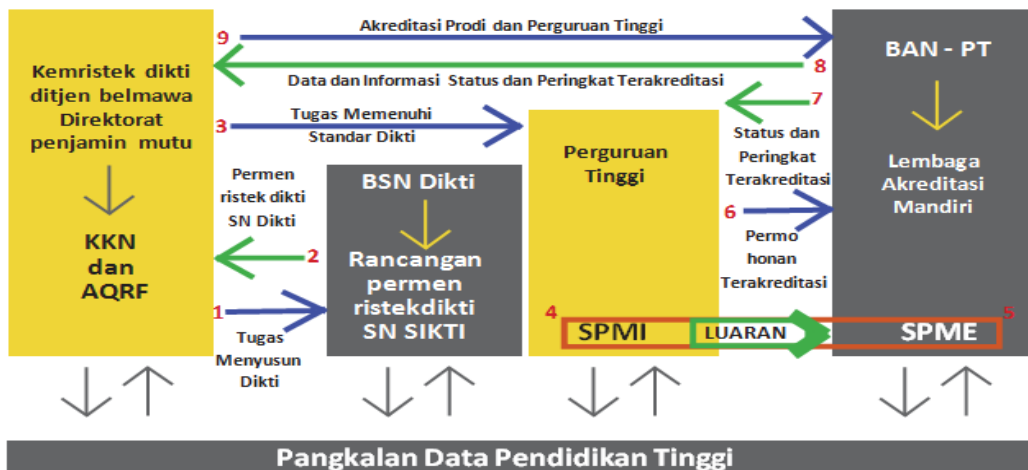 9
Akreditasi Prodi dan Perguruan Tinggi
8
Data dan Informasi Status dan Peringkat Terakreditasi
Kemristek dikti
ditjen belmawa
Direktorat
penjamin mutu
KKN
dan
AQRF
3
Tugas Memenuhi
Standar Dikti
Permen
ristek dikti
SN Dikti
2
1
Tugas
Menyusun
Dikti
BSN Dikti
Rancangan
permen
ristekdikti
SN SIKTI
Perguruan
Tinggi
7
Status dan
Peringkat
Terakreditasi
6
Permo
honan
Terakreditasi
BAN - PT
Lembaga
Akreditasi
Mandiri
4
SPMI
LUARAN
SPME
5
Pangkalan Data Pendidikan Tinggi